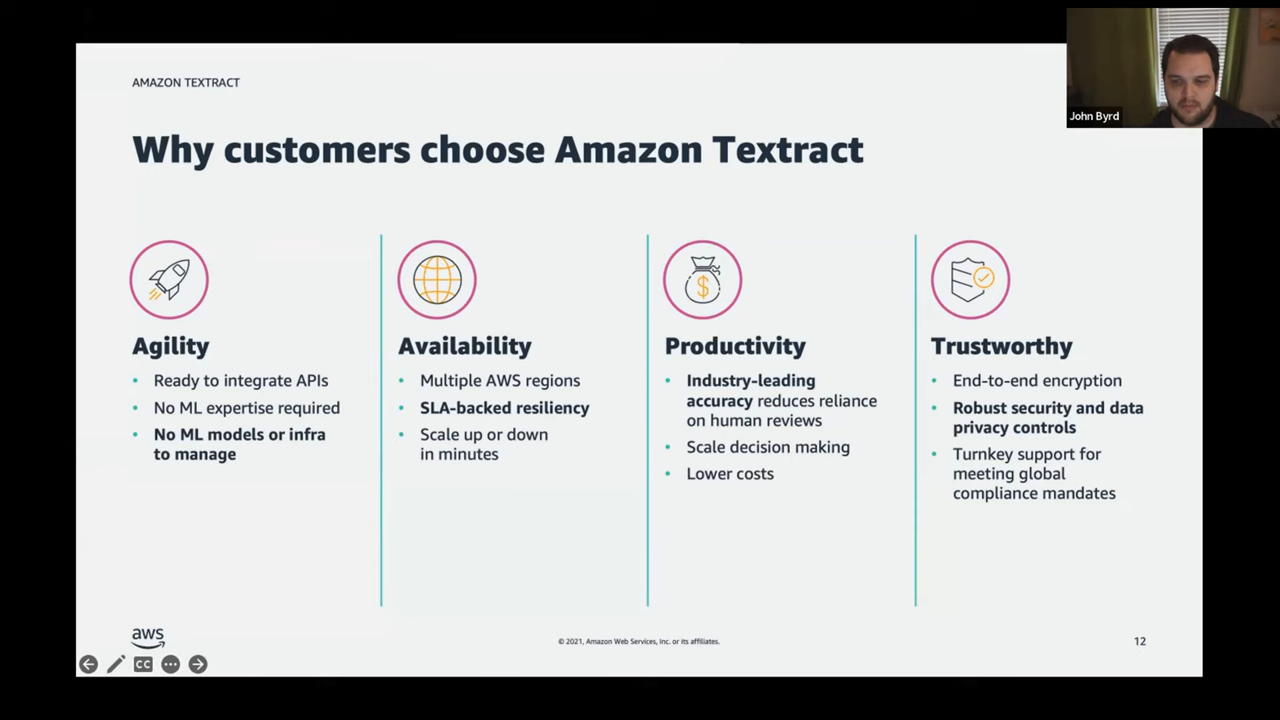 AMAZON TEXTRACT
John Byrd
Why customers choose Amazon Textract
Agility
• Ready to integrate APIs
• No ML expertise required
• No ML models or infra
to manage
Availability
• Multiple AWS regions
• SLA-backed resiliency
• Scale up or down
in minutes
$
Productivity
• Industry-leading
accuracy reduces reliance
on human reviews
• Scale decision making
• Lower costs
Trustworthy
• End-to-end encryption
• Robust security and data
privacy controls
• Turnkey support for
meeting global
compliance mandates
aws
© 2021, Amazon Web Services, Inc. or its affiliates.
12
CC